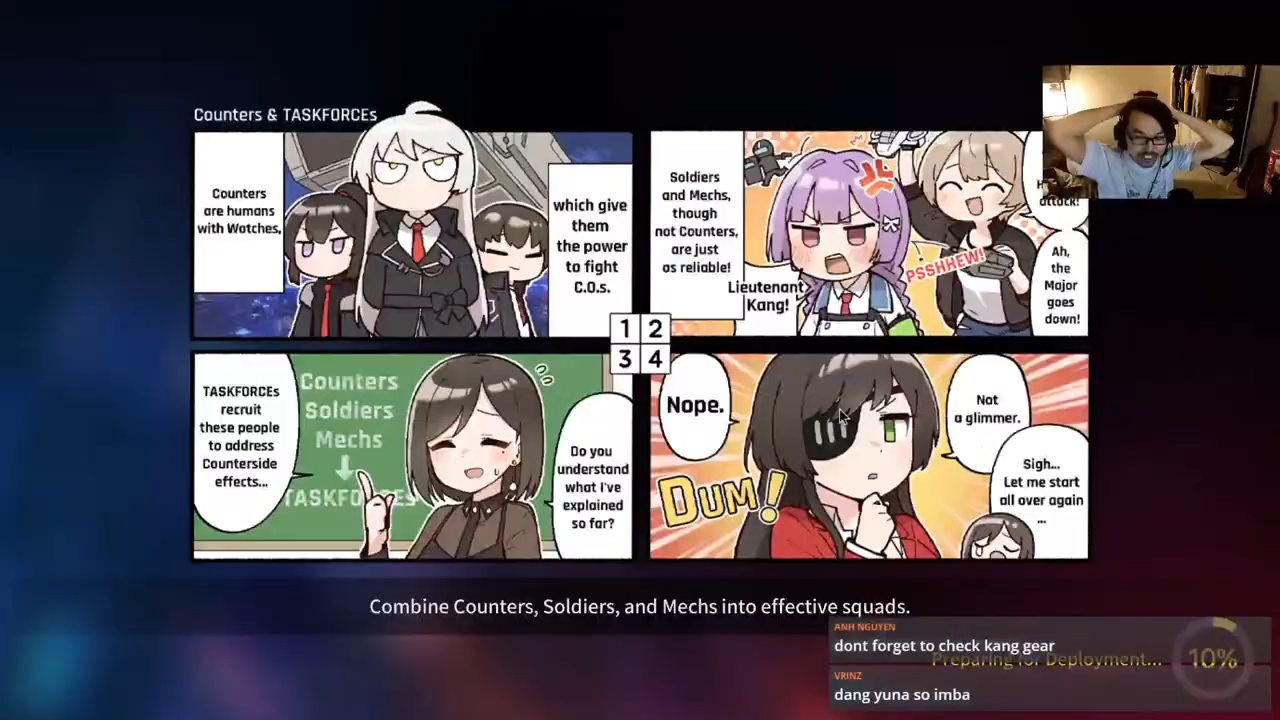 Counters & TASKFORCEs
Counters
are humans
with Watches,
which give
them
the power
to fight
C.O.s.
Soldiers
and Mechs,
though
not Counters,
are just
as reliable!
Lieutenant
Kang!
PSSHHEW!
attack!
Ah,
the
Major
goes
down!
1 2
3 4
TASKFORCEs
recruit
these people
to address
Counterside
effects...
Counters
Soldiers
Mechs
TASKFORCEs
Do you
understand
what I've
explained
so far?
Nope.
DUM!
Not
a glimmer.
Sigh...
Let me start
all over again
...
Combine Counters, Soldiers, and Mechs into effective squads.
ANH NGUYEN
dont forget to check kang gear
Preparing for Deployment...
10%
VRINZ
dang yuna so imba